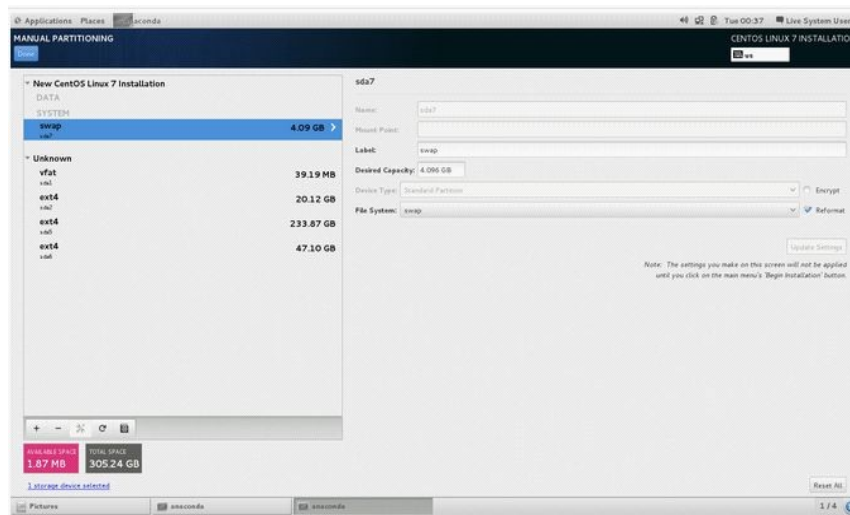 Applications Places anaconda Tue 00:37 Live System User
MANUAL PARTITIONING CENTOS LINUX 7 INSTALLATIO
Done us
New CentOS Linux 7 Installation
DATA
SYSTEM
swap 4.09 GB
sda7
Unknown
vfat 39.19 MB
sda1
ext4 20.12 GB
sda2
ext4 233.87 GB
sda5
ext4 47.10 GB
sda6
sda7
Name: sda7
Mount Point:
Label: swap
Desired Capacity: 4.096 GB
Device Type: Standard Partition Encrypt
File System: swap Reformat
Update Settings
Note: The settings you make on this screen will not be applied
until you click on the main menu's 'Begin Installation' button.
+ -
AVAILABLE SPACE TOTAL SPACE
1.87 MB 305.24 GB
1 storage device selected Reset All
Pictures anaconda anaconda 1 / 4